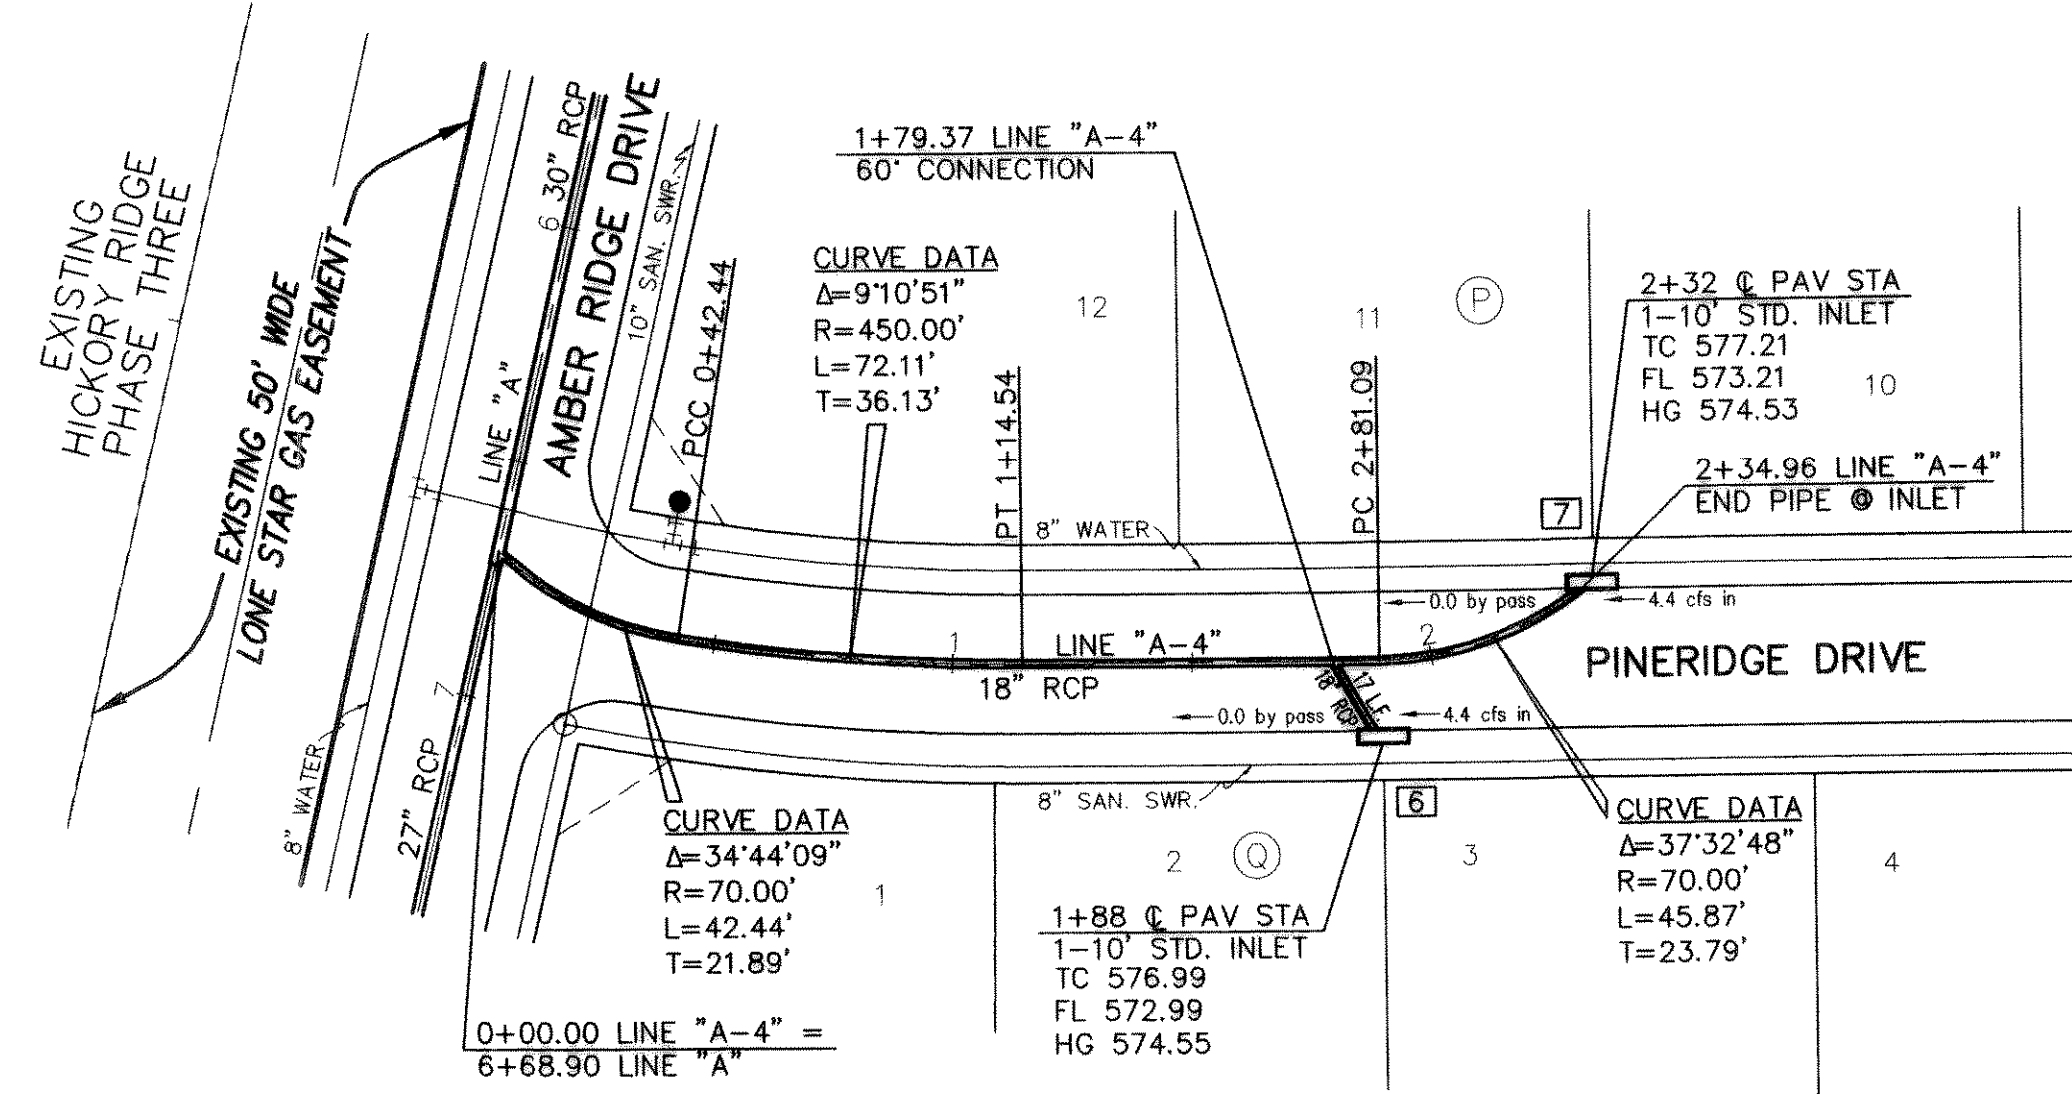 EXISTING
HICKORY RIDGE
PHASE THREE
EXISTING 50' WIDE
LONE STAR GAS EASEMENT
8" WATER
27" RCP
7
LINE "A"
6
30" RCP
AMBER RIDGE DRIVE
10" SAN. SWR.
PCC 0+42.44
1+79.37 LINE "A-4"
60° CONNECTION
CURVE DATA
Δ=9°10'51"
R=450.00'
L=72.11'
T=36.13'
12
11
P
10
PT 1+14.54
PC 2+81.09
8" WATER
7
2+32 ℄ PAV STA
1-10' STD. INLET
TC 577.21
FL 573.21
HG 574.53
2+34.96 LINE "A-4"
END PIPE @ INLET
0.0 by pass
4.4 cfs in
1
LINE "A-4"
2
18" RCP
17 L.F.
18" RCP
PINERIDGE DRIVE
0.0 by pass
4.4 cfs in
8" SAN. SWR.
6
CURVE DATA
Δ=34°44'09"
R=70.00'
L=42.44'
T=21.89'
1
2
Q
3
4
CURVE DATA
Δ=37°32'48"
R=70.00'
L=45.87'
T=23.79'
1+88 ℄ PAV STA
1-10' STD. INLET
TC 576.99
FL 572.99
HG 574.55
0+00.00 LINE "A-4" =
6+68.90 LINE "A"